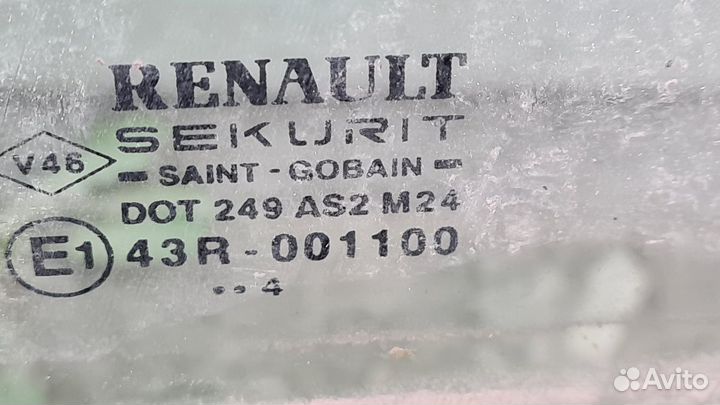 RENAULT
SEKURIT
V46
SAINT - GOBAIN
DOT 249 AS2 M24
E1 43R - 001100
•• 4
Avito